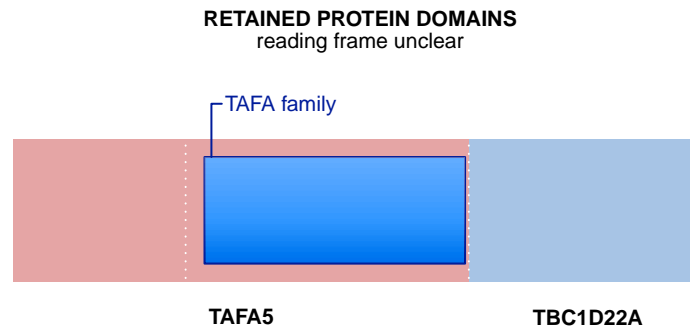 RETAINED PROTEIN DOMAINS
reading frame unclear
TAFA family
TAFA5
TBC1D22A